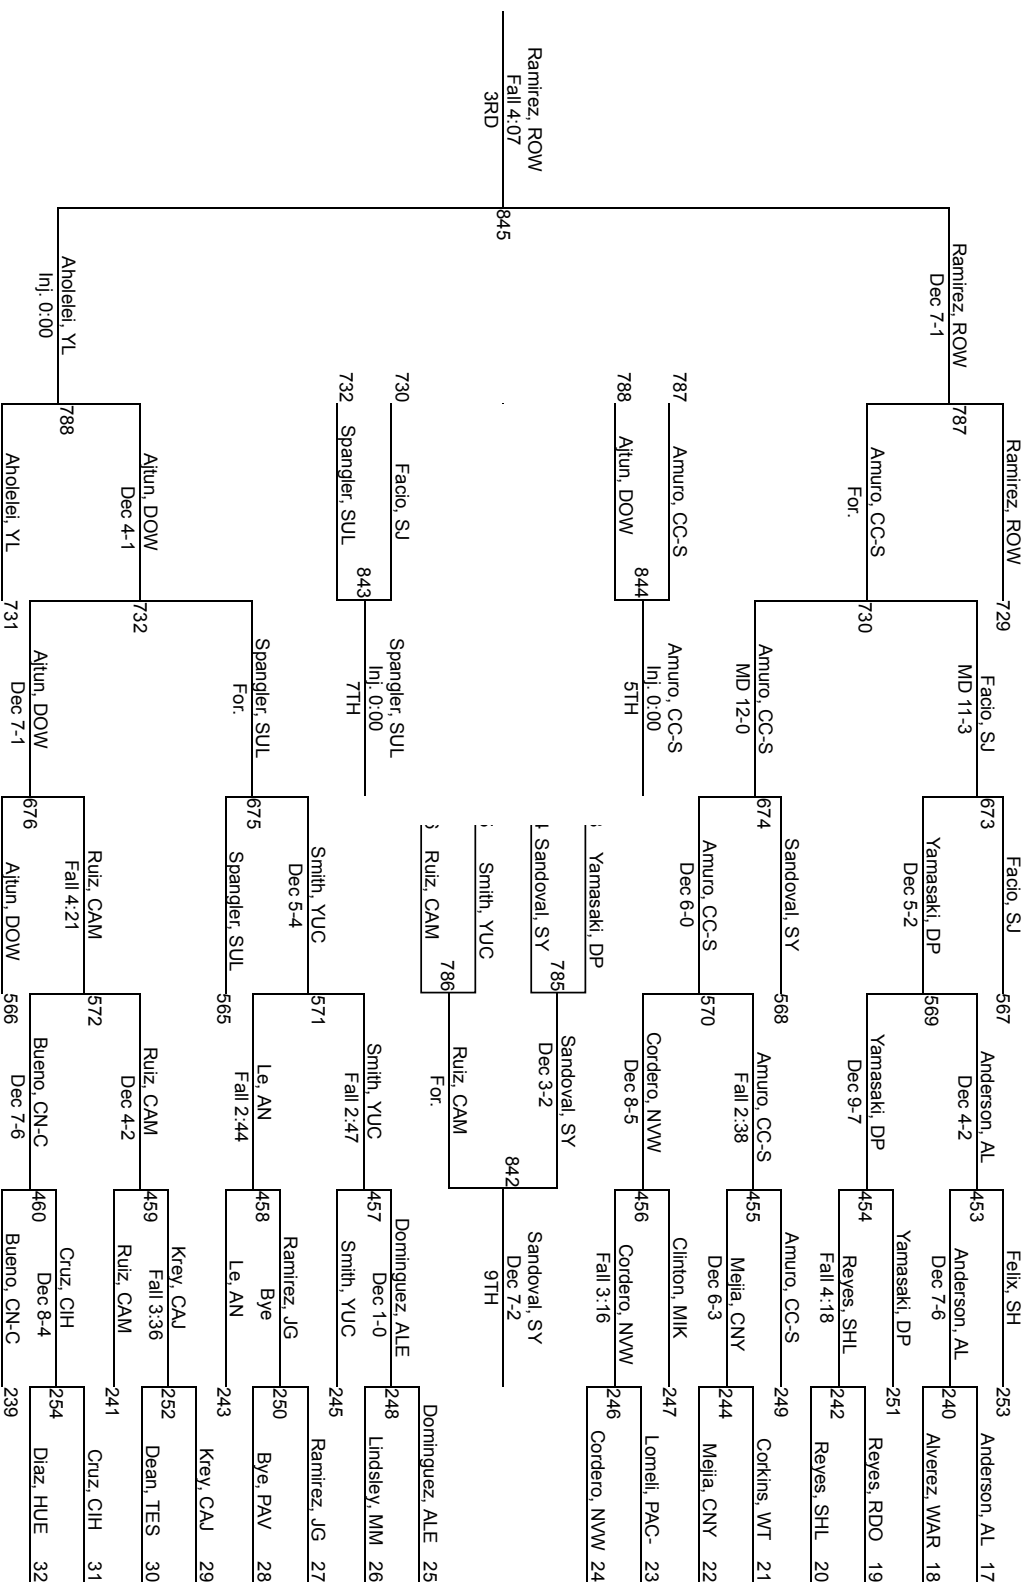 Ramirez, ROW
Fall 4:07
3RD
845
Ramirez, ROW
Dec 7-1
Aholelei, YL
Inj. 0:00
787
Amuro, CC-S
788
Ajtun, DOW
844
730
Facio, SJ
732
Spangler, SUL
843
Ramirez, ROW
729
787
Amuro, CC-S
For.
788
Ajtun, DOW
Dec 4-1
Aholelei, YL
731
Facio, SJ
MD 11-3
730
Amuro, CC-S
MD 12-0
Amuro, CC-S
Inj. 0:00
5TH
Spangler, SUL
Inj. 0:00
7TH
Spangler, SUL
For.
732
Ajtun, DOW
Dec 7-1
Facio, SJ
567
673
Yamasaki, DP
Dec 5-2
Sandoval, SY
568
674
Amuro, CC-S
Dec 6-0
Yamasaki, DP
785
Sandoval, SY
Smith, YUC
786
Ruiz, CAM
Smith, YUC
Dec 5-4
675
Spangler, SUL
565
Ruiz, CAM
Fall 4:21
676
Ajtun, DOW
566
Anderson, AL
Dec 4-2
569
Yamasaki, DP
Dec 9-7
Amuro, CC-S
Fall 2:38
570
Cordero, NVW
Dec 8-5
Sandoval, SY
Dec 3-2
842
Ruiz, CAM
For.
Smith, YUC
Fall 2:47
571
Le, AN
Fall 2:44
Ruiz, CAM
Dec 4-2
572
Bueno, CN-C
Dec 7-6
Felix, SH
253
453
Anderson, AL
Dec 7-6
Yamasaki, DP
251
454
Reyes, SHL
Fall 4:18
Amuro, CC-S
249
455
Mejia, CNY
Dec 6-3
Clinton, MIK
247
456
Cordero, NVW
Fall 3:16
Sandoval, SY
Dec 7-2
9TH
Dominguez, ALE
Dec 1-0
457
Smith, YUC
245
Ramirez, JG
Bye
458
Le, AN
243
Krey, CAJ
Fall 3:36
459
Ruiz, CAM
241
Cruz, CIH
Dec 8-4
460
Bueno, CN-C
239
Anderson, AL 17
240
Alverez, WAR 18
Reyes, RDO 19
242
Reyes, SHL 20
Corkins, WT 21
244
Mejia, CNY 22
Lomeli, PAC- 23
246
Cordero, NVW 24
Dominguez, ALE 25
248
Lindsley, MM 26
Ramirez, JG 27
250
Bye, PAV 28
Krey, CAJ 29
252
Dean, TES 30
Cruz, CIH 31
254
Diaz, HUE 32